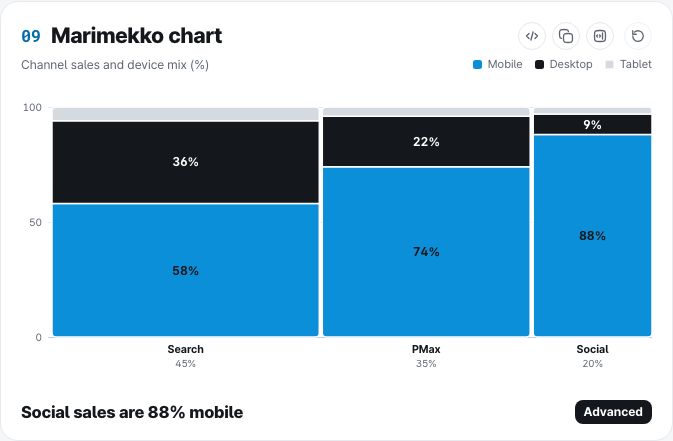 09 Marimekko chart
Channel sales and device mix (%)
Mobile Desktop Tablet
100
36%
22%
9%
50
58%
74%
88%
0
Search PMax Social
45% 35% 20%
Social sales are 88% mobile
Advanced